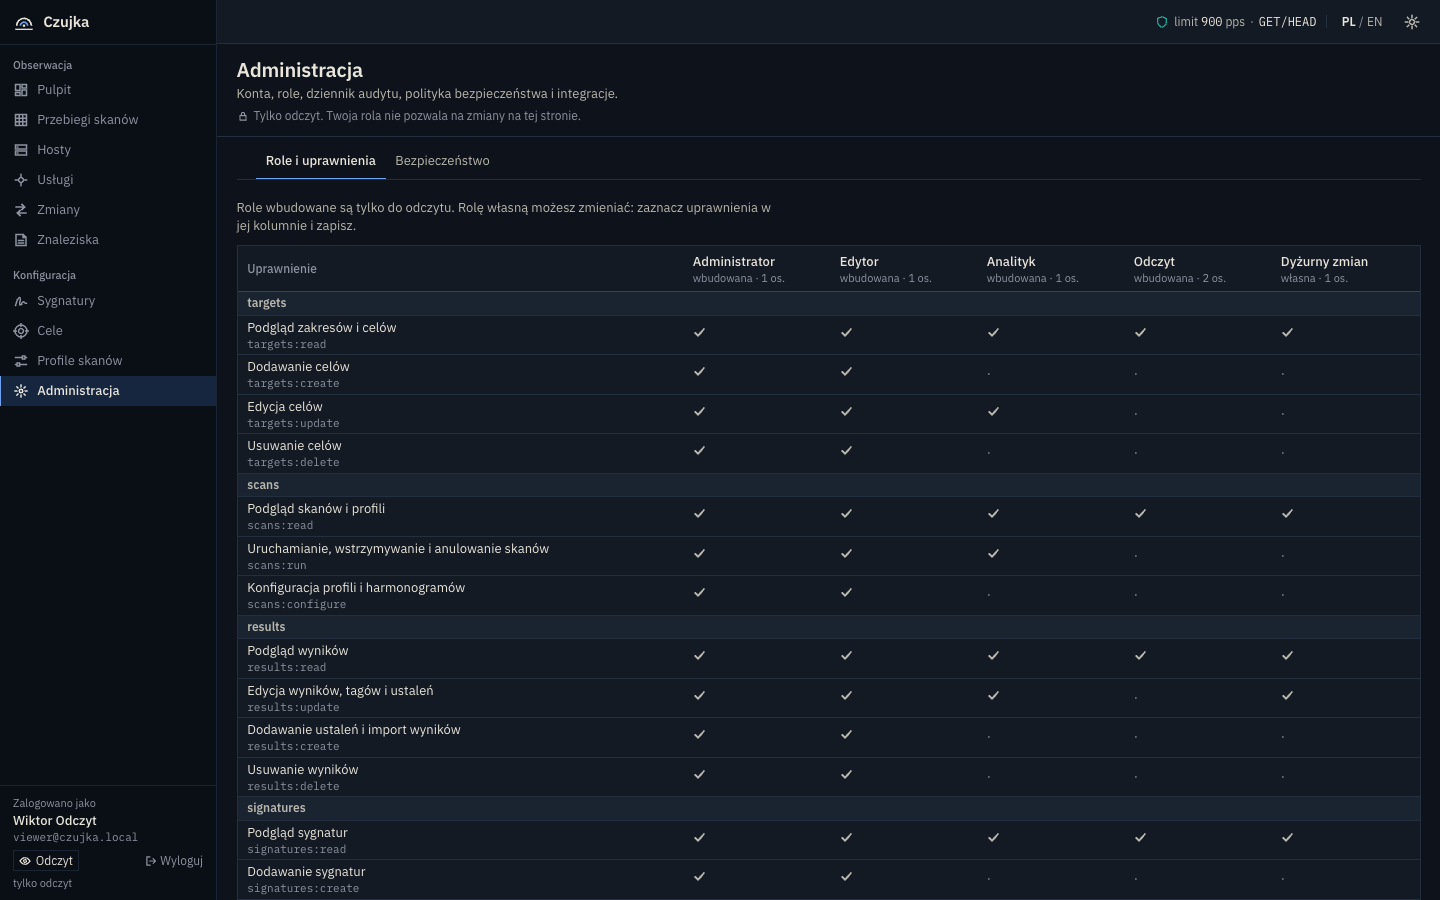 Czujka
limit 900 pps · GET/HEAD
PL / EN
Obserwacja
Pulpit
Przebiegi skanów
Hosty
Usługi
Zmiany
Znaleziska
Konfiguracja
Sygnatury
Cele
Profile skanów
Administracja
Zalogowano jako
Wiktor Odczyt
viewer@czujka.local
Odczyt
Wyloguj
tylko odczyt
Administracja
Konta, role, dziennik audytu, polityka bezpieczeństwa i integracje.
Tylko odczyt. Twoja rola nie pozwala na zmiany na tej stronie.
Role i uprawnienia
Bezpieczeństwo
Role wbudowane są tylko do odczytu. Rolę własną możesz zmieniać: zaznacz uprawnienia w
jej kolumnie i zapisz.
Uprawnienie
Administrator
wbudowana · 1 os.
Edytor
wbudowana · 1 os.
Analityk
wbudowana · 1 os.
Odczyt
wbudowana · 2 os.
Dyżurny zmian
własna · 1 os.
targets
Podgląd zakresów i celów
targets:read
Dodawanie celów
targets:create
Edycja celów
targets:update
Usuwanie celów
targets:delete
scans
Podgląd skanów i profili
scans:read
Uruchamianie, wstrzymywanie i anulowanie skanów
scans:run
Konfiguracja profili i harmonogramów
scans:configure
results
Podgląd wyników
results:read
Edycja wyników, tagów i ustaleń
results:update
Dodawanie ustaleń i import wyników
results:create
Usuwanie wyników
results:delete
signatures
Podgląd sygnatur
signatures:read
Dodawanie sygnatur
signatures:create